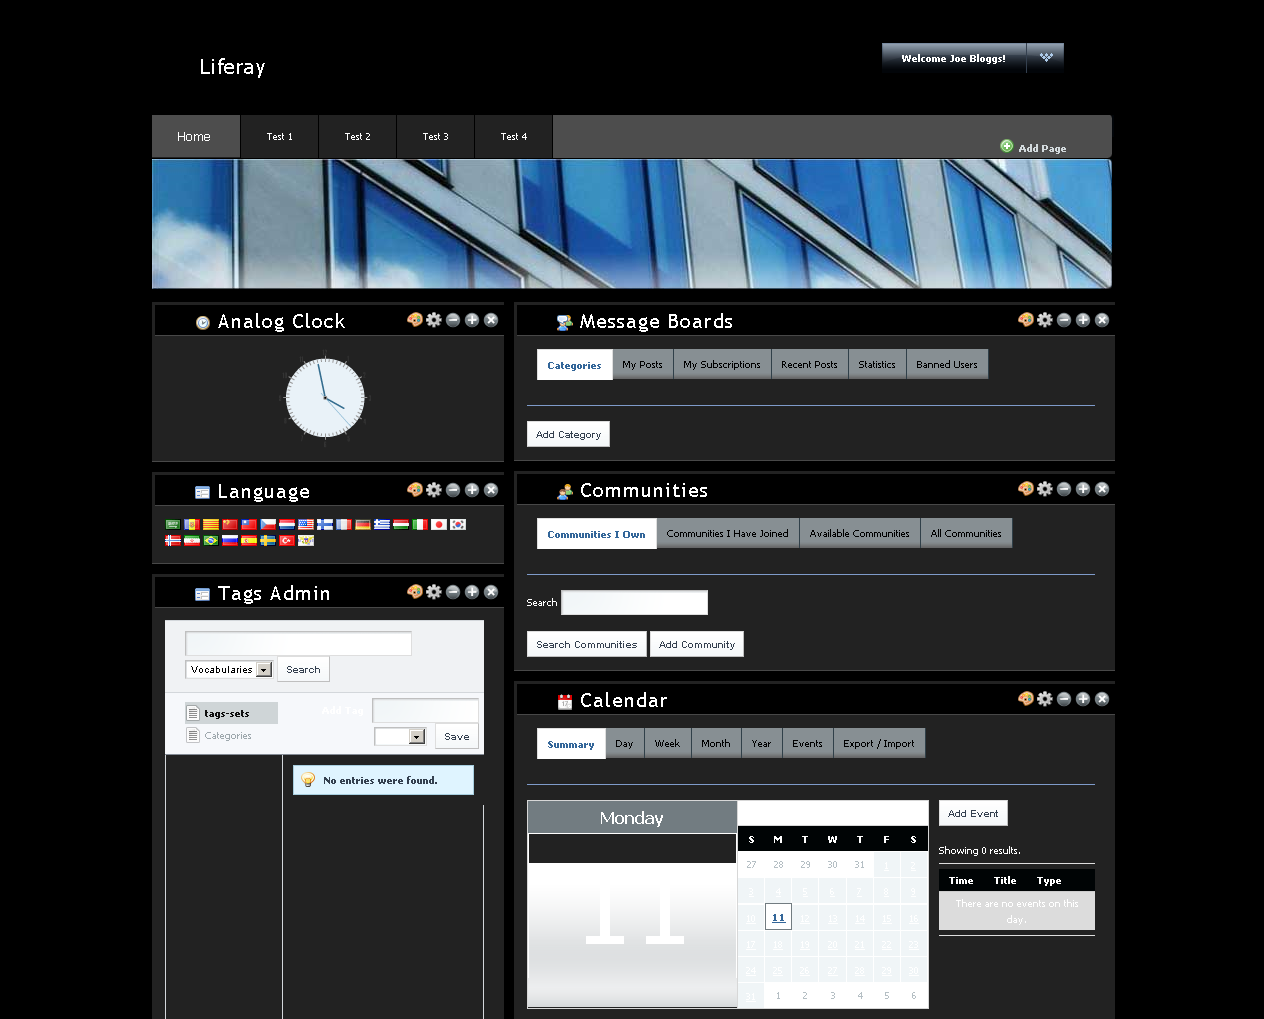 Liferay
Welcome Joe Bloggs!
Home
Test 1
Test 2
Test 3
Test 4
Add Page
Analog Clock
Language
Tags Admin
Vocabularies
Search
tags-sets
Add Tag
Categories
Save
No entries were found.
Message Boards
Categories
My Posts
My Subscriptions
Recent Posts
Statistics
Banned Users
Add Category
Communities
Communities I Own
Communities I Have Joined
Available Communities
All Communities
Search
Search Communities
Add Community
Calendar
Summary
Day
Week
Month
Year
Events
Export / Import
Monday
11
S M T W T F S
27 28 29 30 31 1 2
3 4 5 6 7 8 9
10 11 12 13 14 15 16
17 18 19 20 21 22 23
24 25 26 27 28 29 30
31 1 2 3 4 5 6
Add Event
Showing 0 results.
Time Title Type
There are no events on this
day.